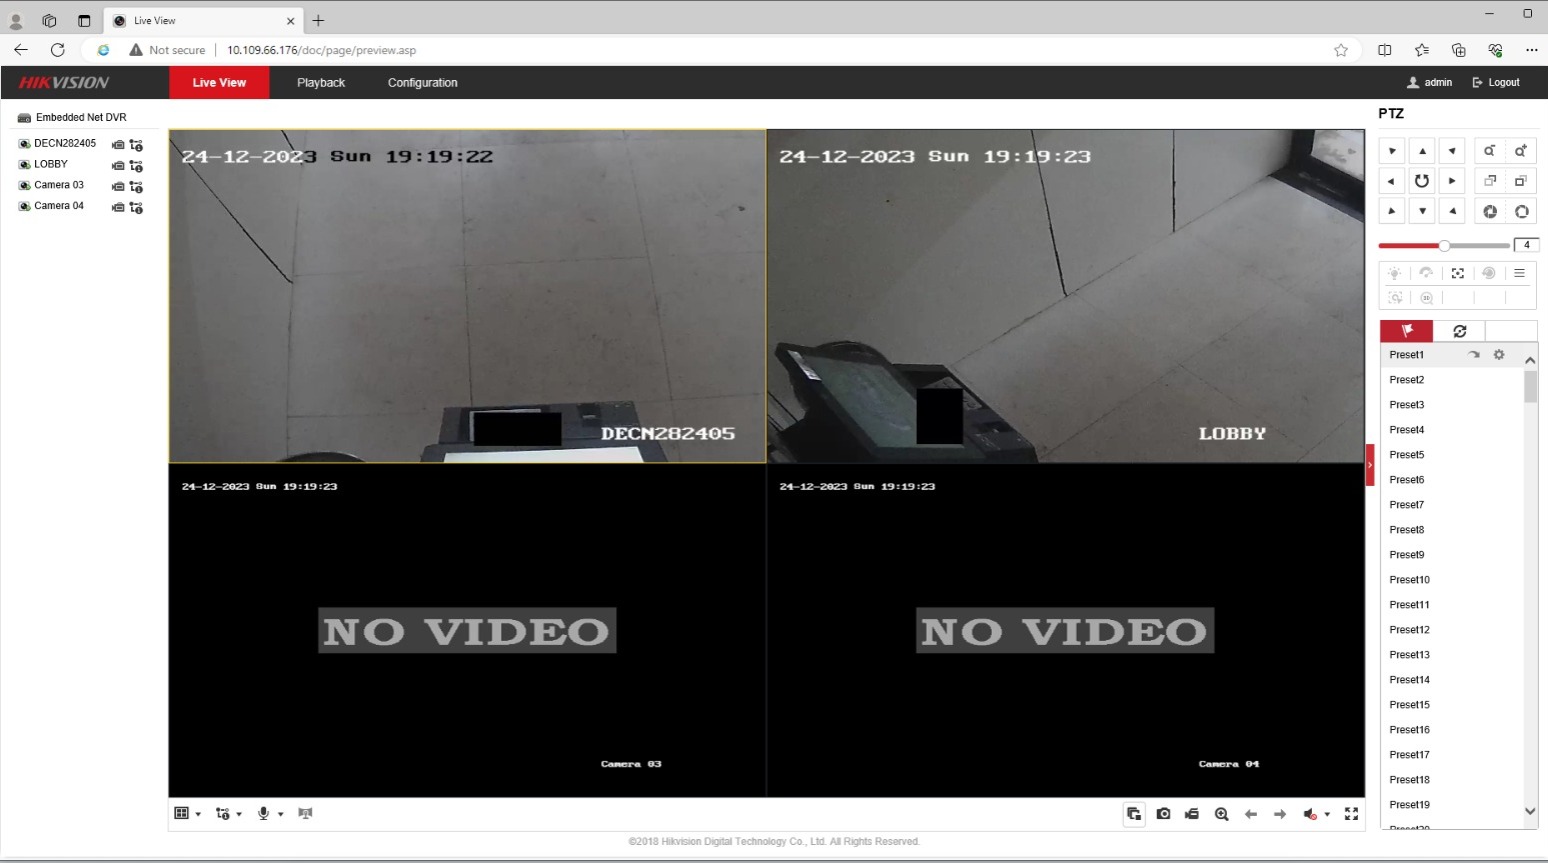 Live View
Not secure
10.109.66.176/doc/page/preview.asp
HIKVISION
Live View
Playback
Configuration
admin
Logout
Embedded Net DVR
DECN282405
LOBBY
Camera 03
Camera 04
24-12-2023 Sun 19:19:22
DECN282405
24-12-2023 Sun 19:19:23
LOBBY
24-12-2023 Sun 19:19:23
NO VIDEO
Camera 03
24-12-2023 Sun 19:19:23
NO VIDEO
Camera 04
PTZ
4
3D
Preset1
Preset2
Preset3
Preset4
Preset5
Preset6
Preset7
Preset8
Preset9
Preset10
Preset11
Preset12
Preset13
Preset14
Preset15
Preset16
Preset17
Preset18
Preset19
Preset20
©2018 Hikvision Digital Technology Co., Ltd. All Rights Reserved.